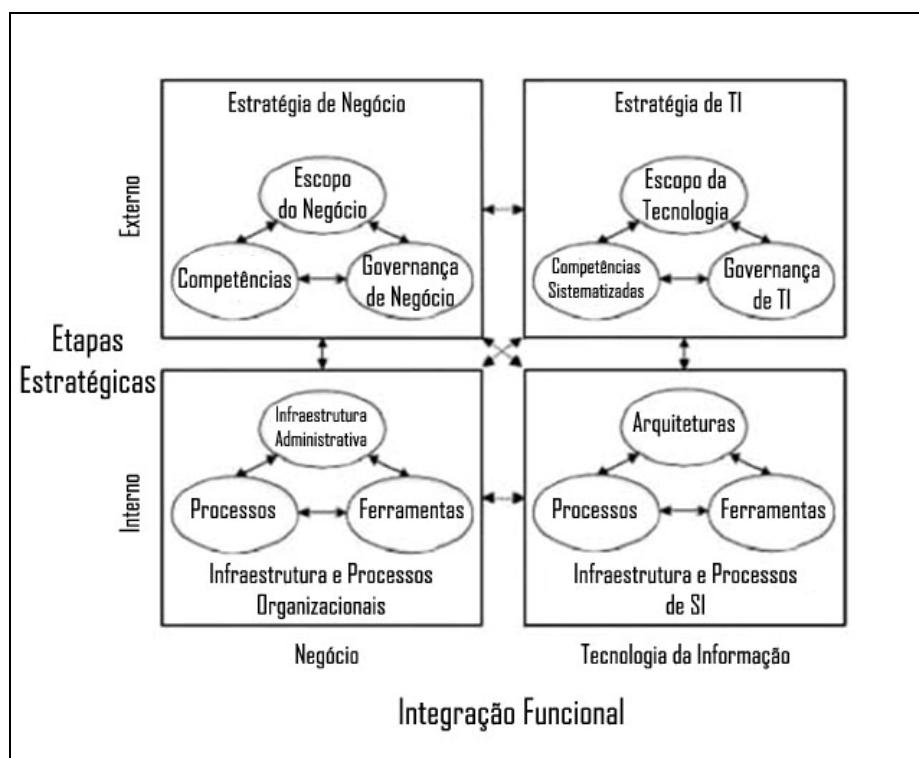 Estratégia de Negócio
Escopo
do Negócio
Competências
Governança
de Negócio
Estratégia de TI
Escopo da
Tecnologia
Competências
Sistematizadas
Governança
de TI
Externo
Etapas
Estratégicas
Interno
Infraestrutura
Administrativa
Processos
Ferramentas
Infraestrutura e Processos
Organizacionais
Arquiteturas
Processos
Ferramentas
Infraestrutura e Processos
de SI
Negócio
Tecnologia da Informação
Integração Funcional